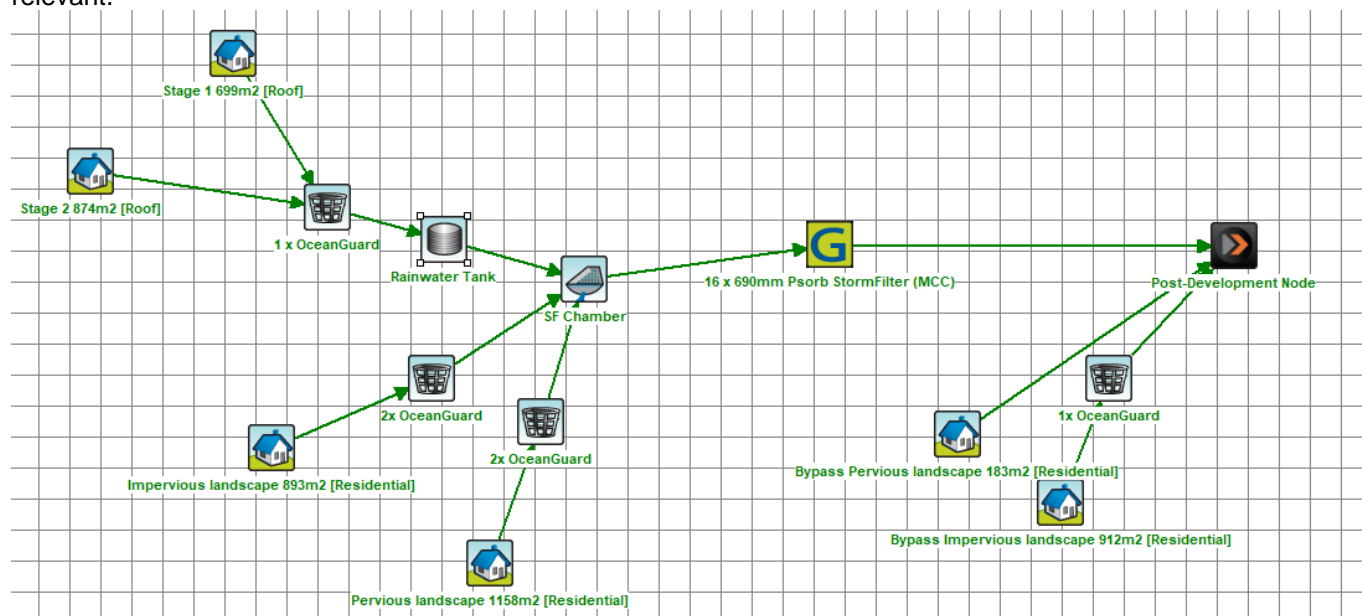 relevant.
Stage 1 699m2 [Roof]
Stage 2 874m2 [Roof]
1 x OceanGuard
Rainwater Tank
G
16 x 690mm Psorb StormFilter (MCC)
Post-Development Node
SF Chamber
2x OceanGuard
1x OceanGuard
2x OceanGuard
Bypass Pervious landscape 183m2 [Residential]
Impervious landscape 893m2 [Residential]
Bypass Impervious landscape 912m2 [Residential]
Pervious landscape 1158m2 [Residential]